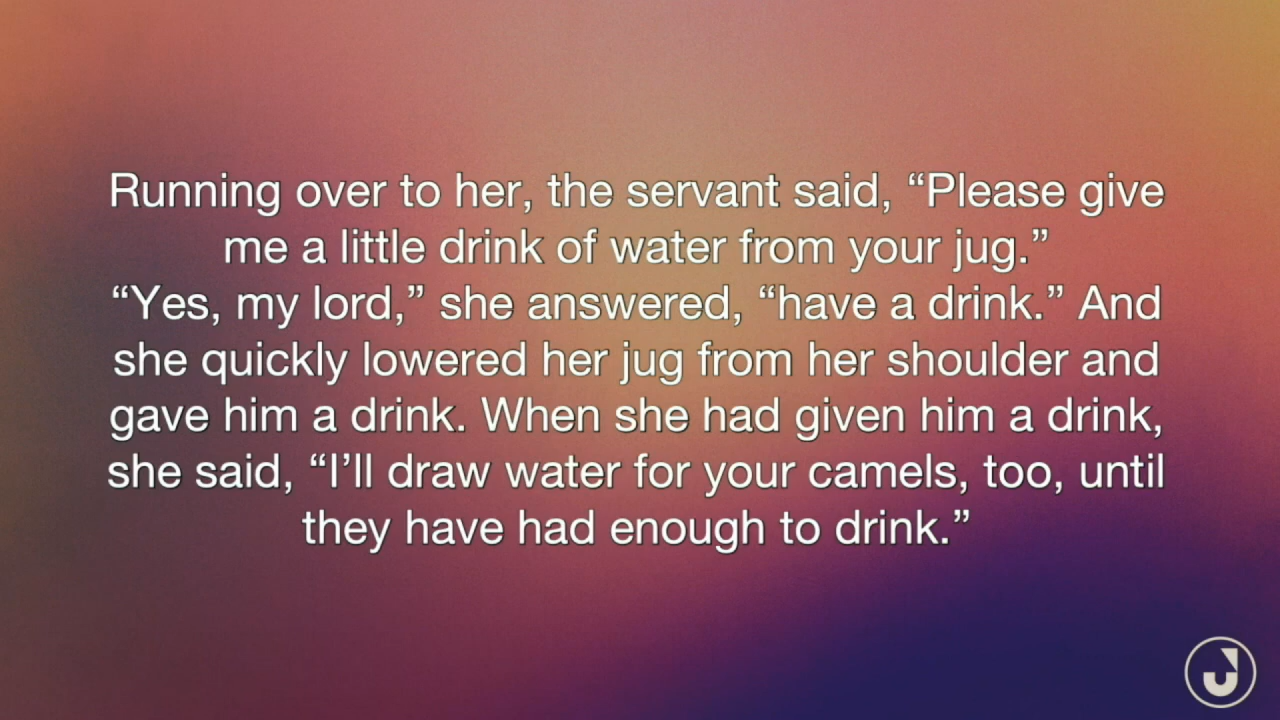 Running over to her, the servant said, “Please give
me a little drink of water from your jug.”
“Yes, my lord,” she answered, “have a drink.” And
she quickly lowered her jug from her shoulder and
gave him a drink. When she had given him a drink,
she said, “I’ll draw water for your camels, too, until
they have had enough to drink.”